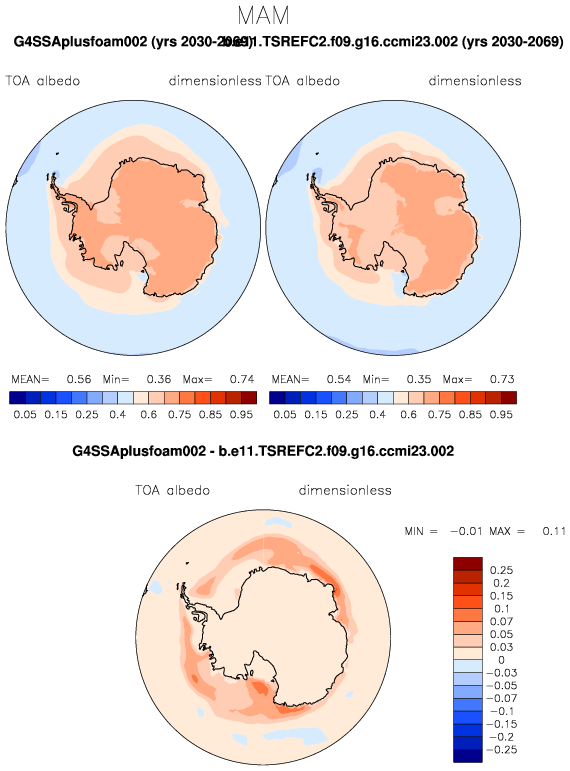 MAM
G4SSAplusfoam002 (yrs 2030-2069) b.e11.TSREFC2.f09.g16.ccmi23.002 (yrs 2030-2069)
TOA albedo dimensionless TOA albedo dimensionless
MEAN= 0.56 Min= 0.36 Max= 0.74 MEAN= 0.54 Min= 0.35 Max= 0.73
0.05 0.15 0.25 0.4 0.6 0.75 0.85 0.95 0.05 0.15 0.25 0.4 0.6 0.75 0.85 0.95
G4SSAplusfoam002 - b.e11.TSREFC2.f09.g16.ccmi23.002
TOA albedo dimensionless
MIN = -0.01 MAX = 0.11
0.25
0.2
0.15
0.1
0.07
0.05
0.03
0
-0.03
-0.05
-0.07
-0.1
-0.15
-0.2
-0.25